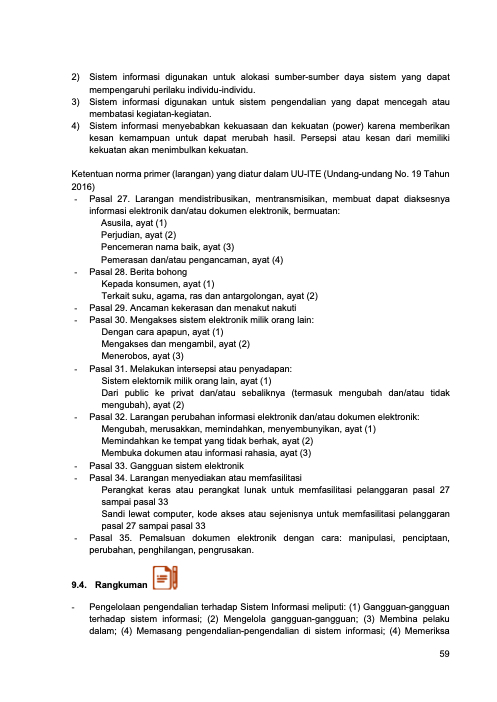 2) Sistem informasi digunakan untuk alokasi sumber-sumber daya sistem yang dapat
mempengaruhi perilaku individu-individu.
3) Sistem informasi digunakan untuk sistem pengendalian yang dapat mencegah atau
membatasi kegiatan-kegiatan.
4) Sistem informasi menyebabkan kekuasaan dan kekuatan (power) karena memberikan
kesan kemampuan untuk dapat merubah hasil. Persepsi atau kesan dari memiliki
kekuatan akan menimbulkan kekuatan.
Ketentuan norma primer (larangan) yang diatur dalam UU-ITE (Undang-undang No. 19 Tahun
2016)
- Pasal 27. Larangan mendistribusikan, mentransmisikan, membuat dapat diaksesnya
informasi elektronik dan/atau dokumen elektronik, bermuatan:
Asusila, ayat (1)
Perjudian, ayat (2)
Pencemeran nama baik, ayat (3)
Pemerasan dan/atau pengancaman, ayat (4)
- Pasal 28. Berita bohong
Kepada konsumen, ayat (1)
Terkait suku, agama, ras dan antargolongan, ayat (2)
- Pasal 29. Ancaman kekerasan dan menakut nakuti
- Pasal 30. Mengakses sistem elektronik milik orang lain:
Dengan cara apapun, ayat (1)
Mengakses dan mengambil, ayat (2)
Menerobos, ayat (3)
- Pasal 31. Melakukan intersepsi atau penyadapan:
Sistem elektornik milik orang lain, ayat (1)
Dari public ke privat dan/atau sebaliknya (termasuk mengubah dan/atau tidak
mengubah), ayat (2)
- Pasal 32. Larangan perubahan informasi elektronik dan/atau dokumen elektronik:
Mengubah, merusakkan, memindahkan, menyembunyikan, ayat (1)
Memindahkan ke tempat yang tidak berhak, ayat (2)
Membuka dokumen atau informasi rahasia, ayat (3)
- Pasal 33. Gangguan sistem elektronik
- Pasal 34. Larangan menyediakan atau memfasilitasi
Perangkat keras atau perangkat lunak untuk memfasilitasi pelanggaran pasal 27
sampai pasal 33
Sandi lewat computer, kode akses atau sejenisnya untuk memfasilitasi pelanggaran
pasal 27 sampai pasal 33
- Pasal 35. Pemalsuan dokumen elektronik dengan cara: manipulasi, penciptaan,
perubahan, penghilangan, pengrusakan.
9.4. Rangkuman
- Pengelolaan pengendalian terhadap Sistem Informasi meliputi: (1) Gangguan-gangguan
terhadap sistem informasi; (2) Mengelola gangguan-gangguan; (3) Membina pelaku
dalam; (4) Memasang pengendalian-pengendalian di sistem informasi; (4) Memeriksa
59